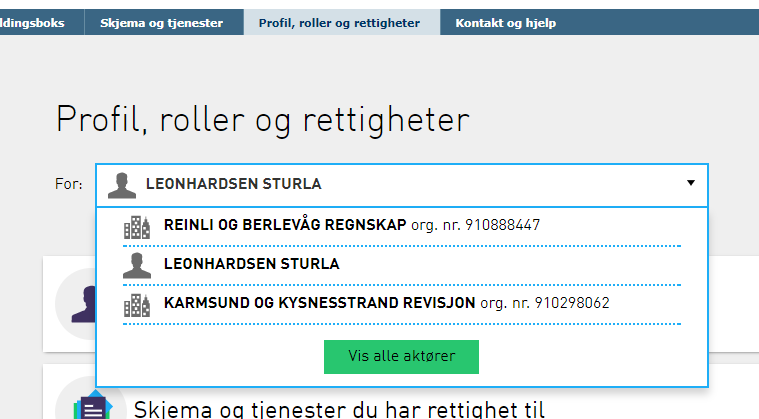 ldingsboks Skjema og tjenester Profil, roller og rettigheter Kontakt og hjelp
Profil, roller og rettigheter
For: LEONHARDSEN STURLA
REINLI OG BERLEVÅG REGNSKAP org. nr. 910888447
LEONHARDSEN STURLA
KARMSUND OG KYSNESSTRAND REVISJON org. nr. 910298062
Vis alle aktører
Skjema og tjenester du har rettighet til